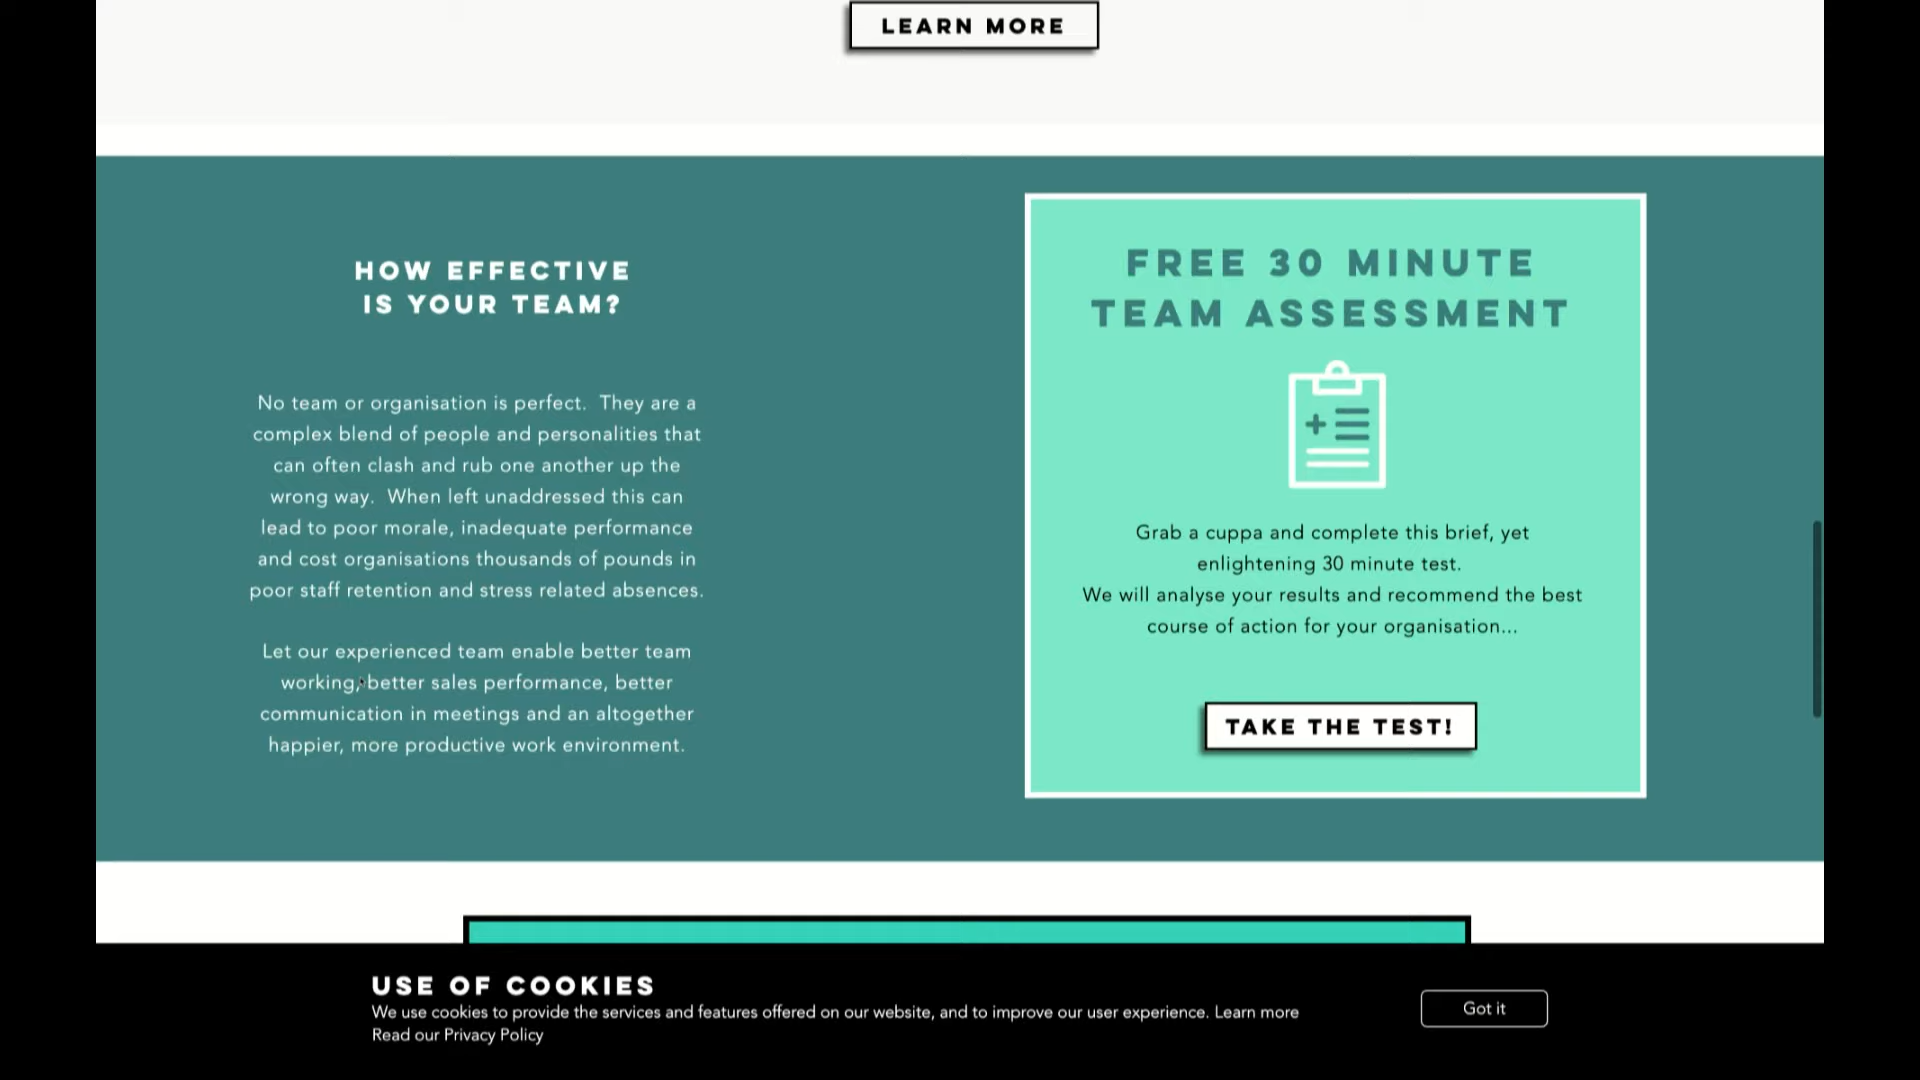 LEARN MORE
HOW EFFECTIVE
IS YOUR TEAM?
No team or organisation is perfect.  They are a
complex blend of people and personalities that
can often clash and rub one another up the
wrong way.  When left unaddressed this can
lead to poor morale, inadequate performance
and cost organisations thousands of pounds in
poor staff retention and stress related absences.
Let our experienced team enable better team
working, better sales performance, better
communication in meetings and an altogether
happier, more productive work environment.
FREE 30 MINUTE
TEAM ASSESSMENT
Grab a cuppa and complete this brief, yet
enlightening 30 minute test.
We will analyse your results and recommend the best
course of action for your organisation...
TAKE THE TEST!
USE OF COOKIES
We use cookies to provide the services and features offered on our website, and to improve our user experience. Learn more
Read our Privacy Policy
Got it